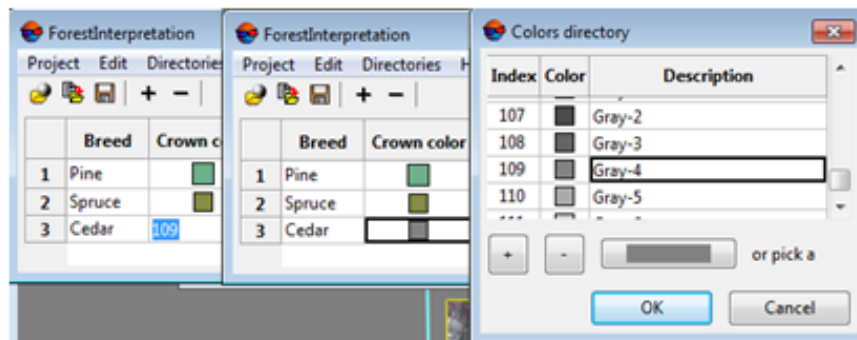 ForestInterpretation
Project Edit Directories
Breed Crown c
1 Pine
2 Spruce
3 Cedar 109
ForestInterpretation
Project Edit Directories H
Breed Crown color
1 Pine
2 Spruce
3 Cedar
Colors directory
Index Color Description
107 Gray-2
108 Gray-3
109 Gray-4
110 Gray-5
+ - or pick a
OK Cancel